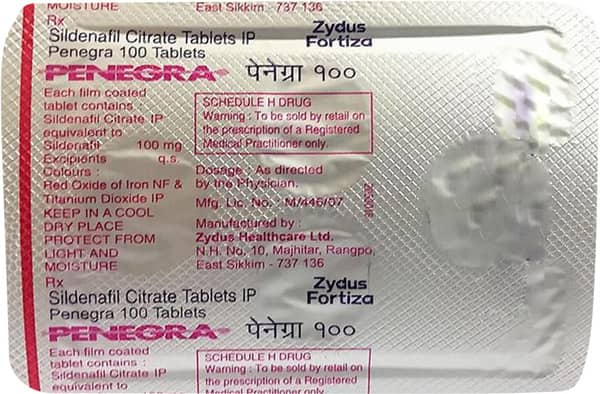 MOISTURE
East Sikkim - 737 136
Rx
Sildenafil Citrate Tablets IP
Penegra 100 Tablets
Zydus
Fortiza
PENEGRA® पेनेग्रा १००
Each film coated
tablet contains :
Sildenafil Citrate IP
equivalent to
Sildenafil 100 mg
Excipients q.s.
Colours :
Red Oxide of Iron NF &
Titanium Dioxide IP
KEEP IN A COOL
DRY PLACE
PROTECT FROM
LIGHT AND
MOISTURE
SCHEDULE H DRUG
Warning : To be sold by retail on
the prescription of a Registered
Medical Practitioner only.
Dosage : As directed
by the Physician.
Mfg. Lic. No. : M/446/07
Manufactured by :
Zydus Healthcare Ltd.
N.H. No. 10, Majhitar, Rangpo,
East Sikkim - 737 136
Rx
Sildenafil Citrate Tablets IP
Penegra 100 Tablets
Zydus
Fortiza
PENEGRA® पेनेग्रा १००
Each film coated
tablet contains :
Sildenafil Citrate IP
equivalent to
SCHEDULE H DRUG
Warning : To be sold by retail on
the prescription of a Registered
Medical Practitioner only.